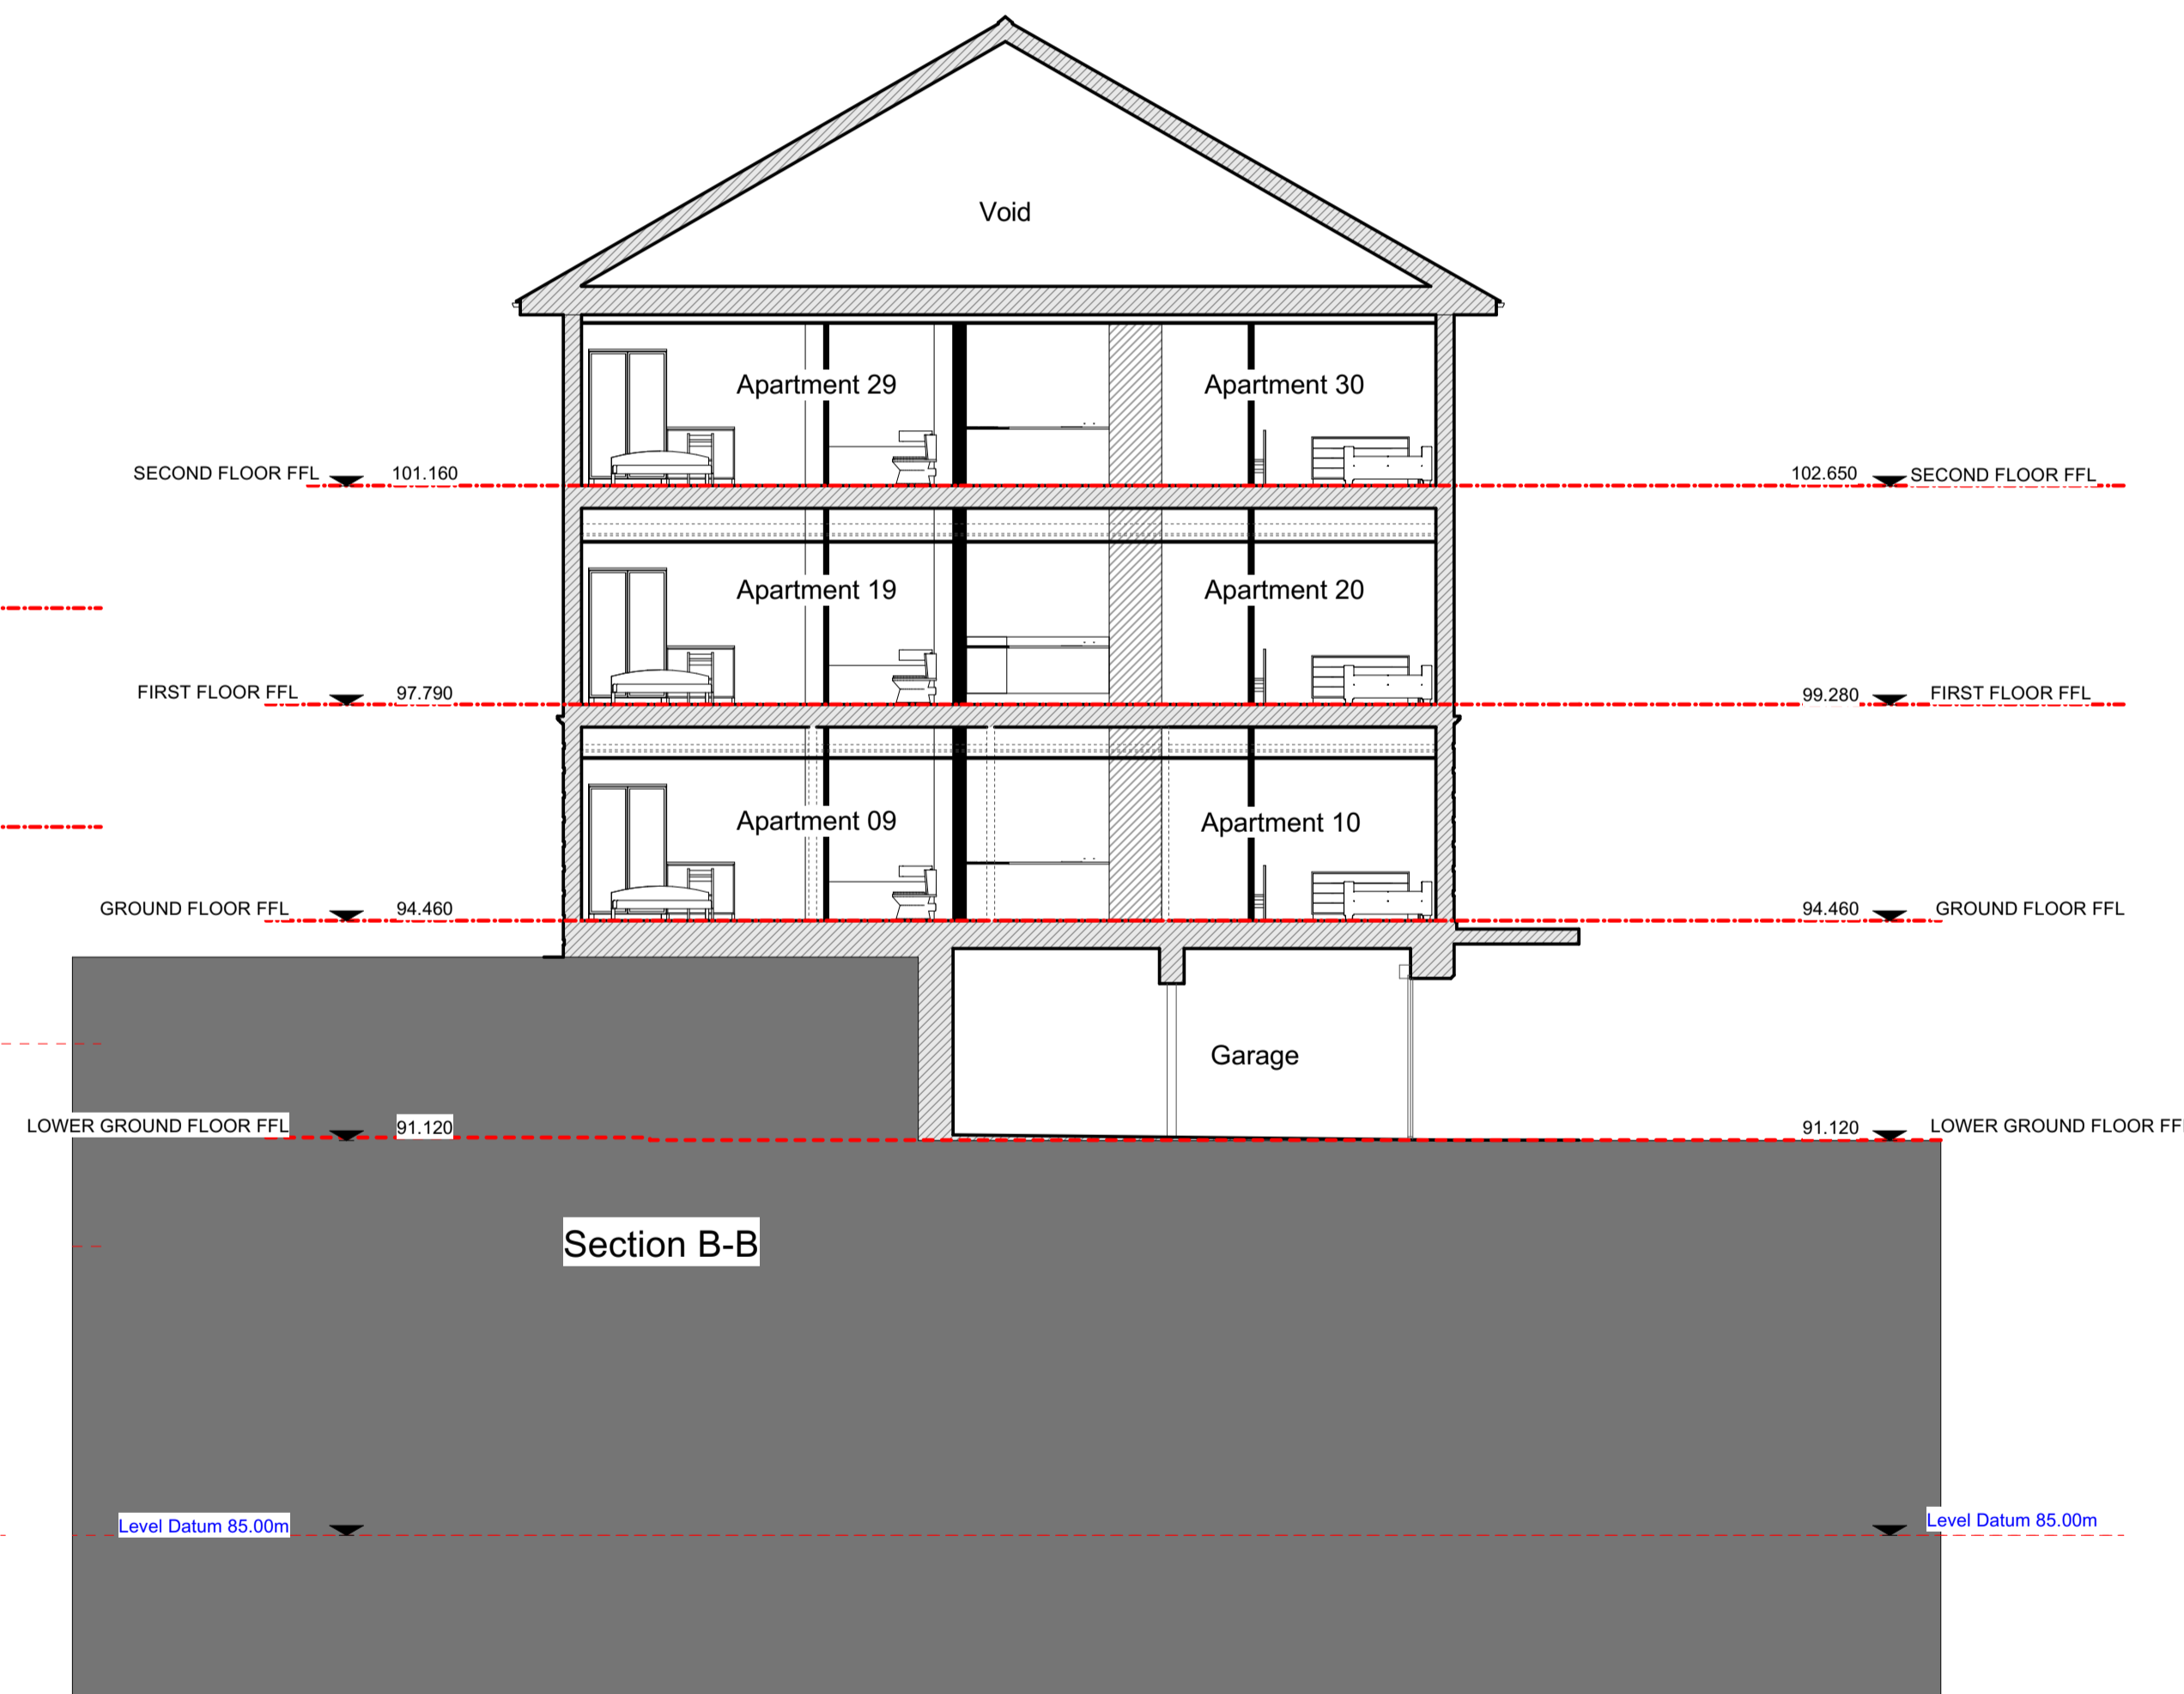 Void
Apartment 29
Apartment 30
SECOND FLOOR FFL 101.160
102.650 SECOND FLOOR FFL
Apartment 19
Apartment 20
FIRST FLOOR FFL 97.790
99.280 FIRST FLOOR FFL
Apartment 09
Apartment 10
GROUND FLOOR FFL 94.460
94.460 GROUND FLOOR FFL
Garage
LOWER GROUND FLOOR FFL 91.120
91.120 LOWER GROUND FLOOR FF
Section B-B
Level Datum 85.00m
Level Datum 85.00m